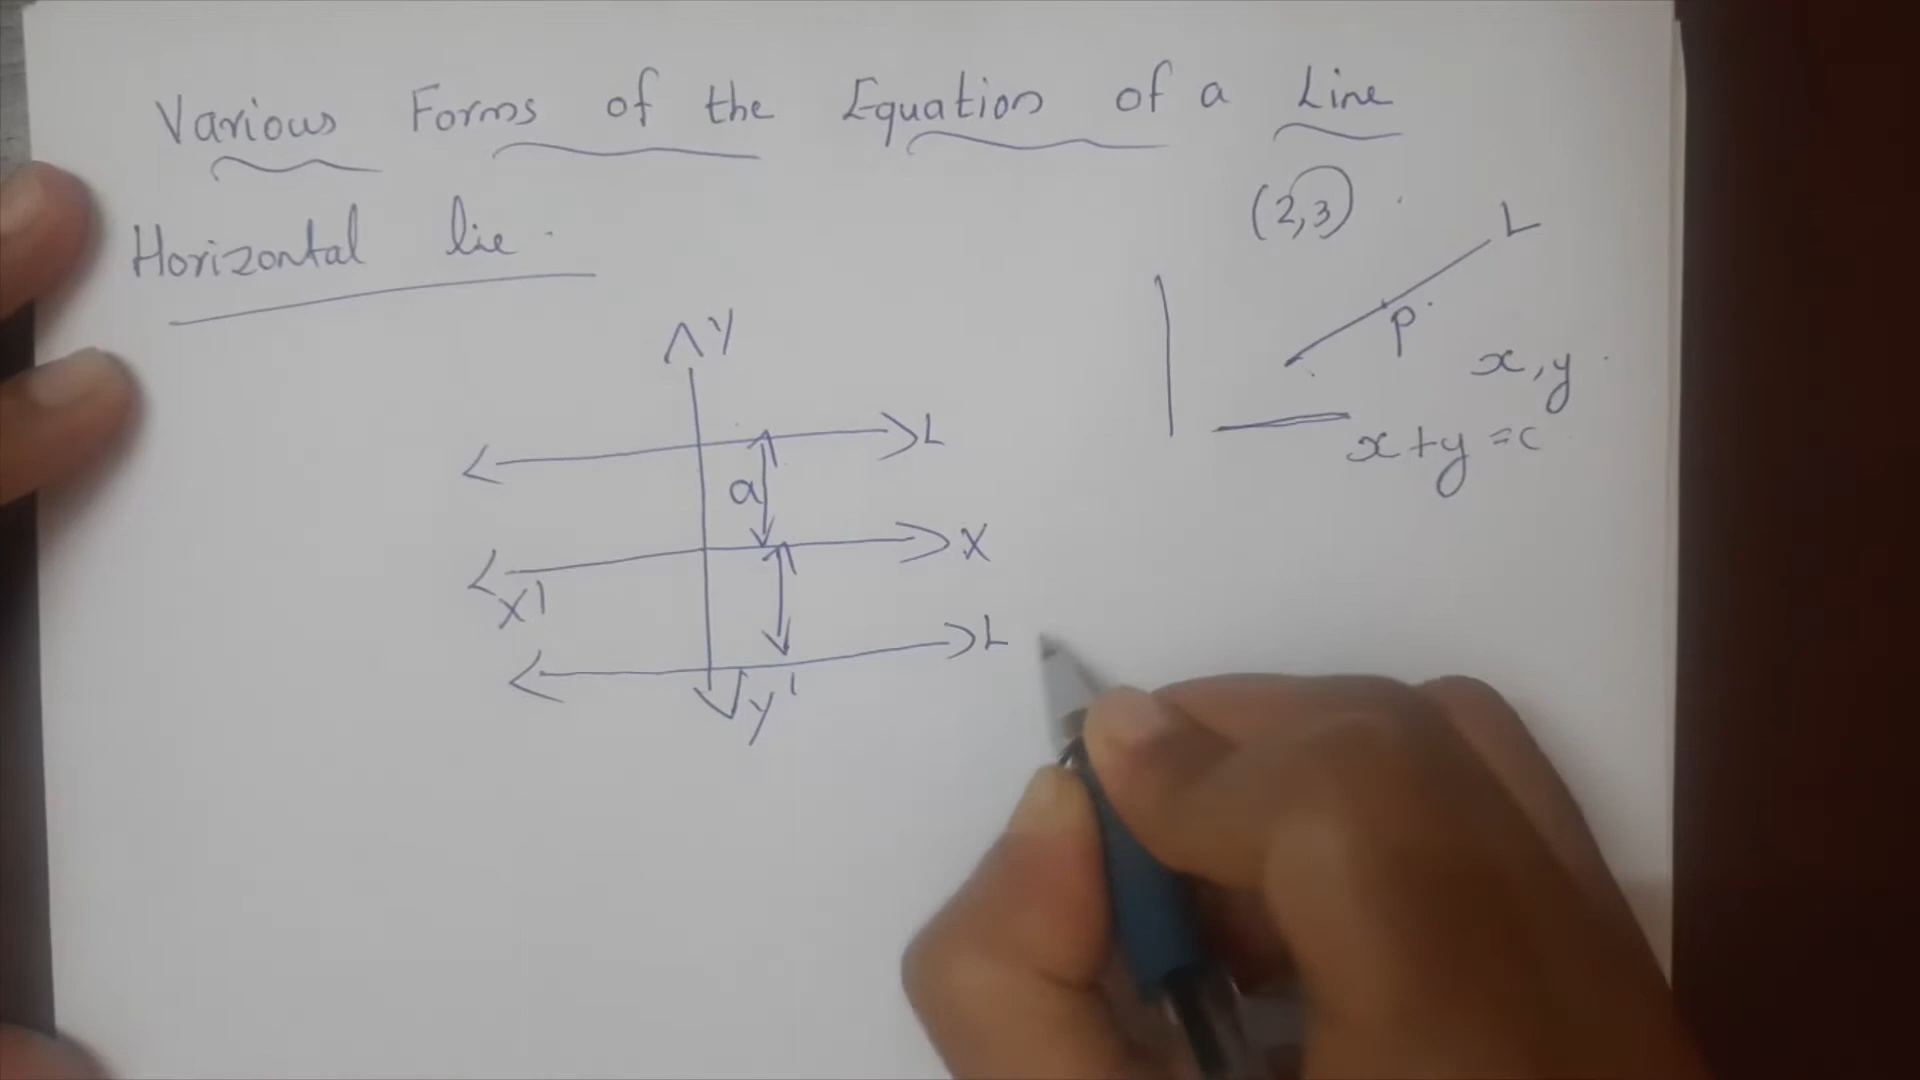 Various Forms of the Equation of a Line
Horizontal lie.
(2,3)
L
P
x, y
x + y = c
Y
L
a
X
X'
L
y'